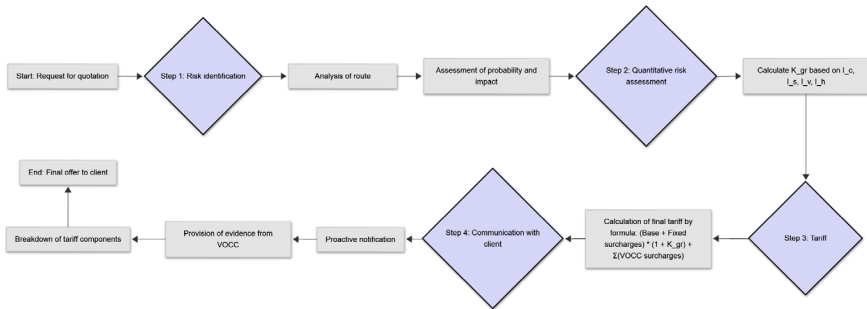 Start: Request for quotation
Step 1: Risk identification
Analysis of route
Assessment of probability and
impact
Step 2: Quantitative risk
assessment
Calculate K_gr based on I_c,
I_s, I_v, I_h
Step 3: Tariff
Calculation of final tariff by
formula: (Base + Fixed
surcharges) * (1 + K_gr) +
Σ(VOCC surcharges)
Step 4: Communication with
client
Proactive notification
Provision of evidence from
VOCC
Breakdown of tariff components
End: Final offer to client